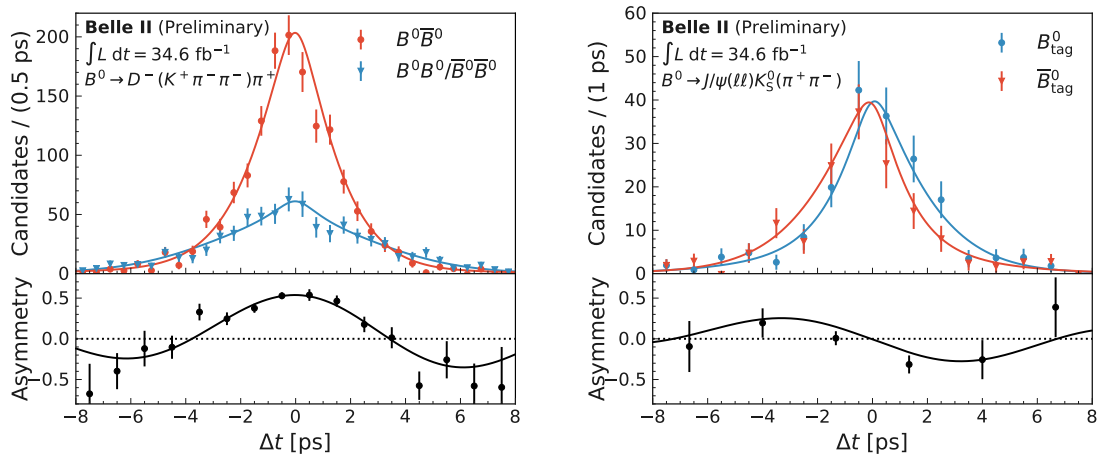 Belle II (Preliminary)
∫L dt = 34.6 fb⁻¹
B⁰→D⁻(K⁺π⁻π⁻)π⁺
B⁰B̅⁰
B⁰B⁰/B̅⁰B̅⁰
Candidates / (0.5 ps)
200
150
100
50
0
Asymmetry
0.5
0.0
−0.5
−8 −6 −4 −2 0 2 4 6 8
Δt [ps]
Belle II (Preliminary)
∫L dt = 34.6 fb⁻¹
B⁰→J/ψ(ℓℓ)K⁰_S(π⁺π⁻)
B⁰_tag
B̅⁰_tag
Candidates / (1 ps)
60
50
40
30
20
10
0
Asymmetry
0.5
0.0
−0.5
−8 −6 −4 −2 0 2 4 6 8
Δt [ps]